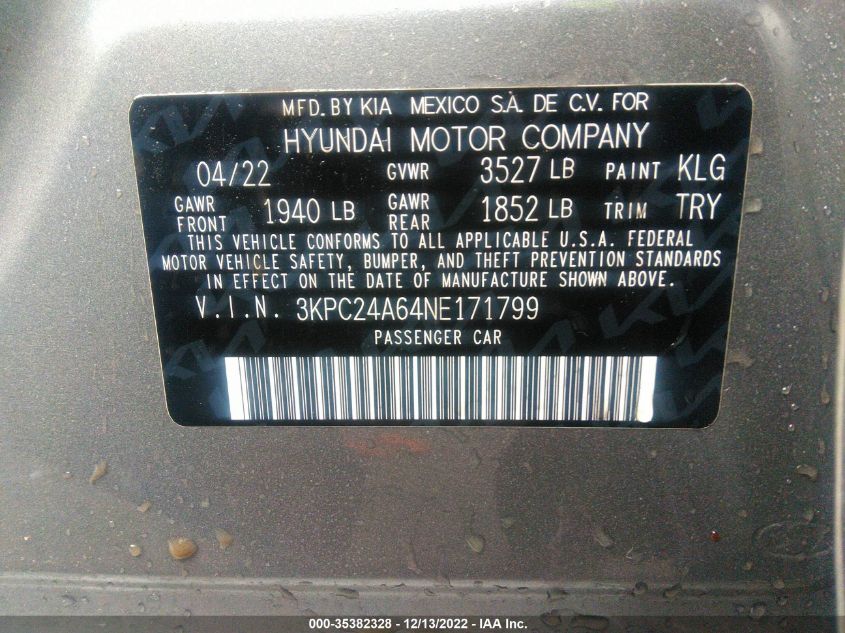 MFD. BY KIA MEXICO S.A. DE C.V. FOR
HYUNDAI MOTOR COMPANY
04/22 GVWR 3527 LB PAINT KLG
GAWR FRONT 1940 LB GAWR REAR 1852 LB TRIM TRY
THIS VEHICLE CONFORMS TO ALL APPLICABLE U.S.A. FEDERAL
MOTOR VEHICLE SAFETY, BUMPER, AND THEFT PREVENTION STANDARDS
IN EFFECT ON THE DATE OF MANUFACTURE SHOWN ABOVE.
V.I.N. 3KPC24A64NE171799
PASSENGER CAR
000-35382328 - 12/13/2022 - IAA Inc.